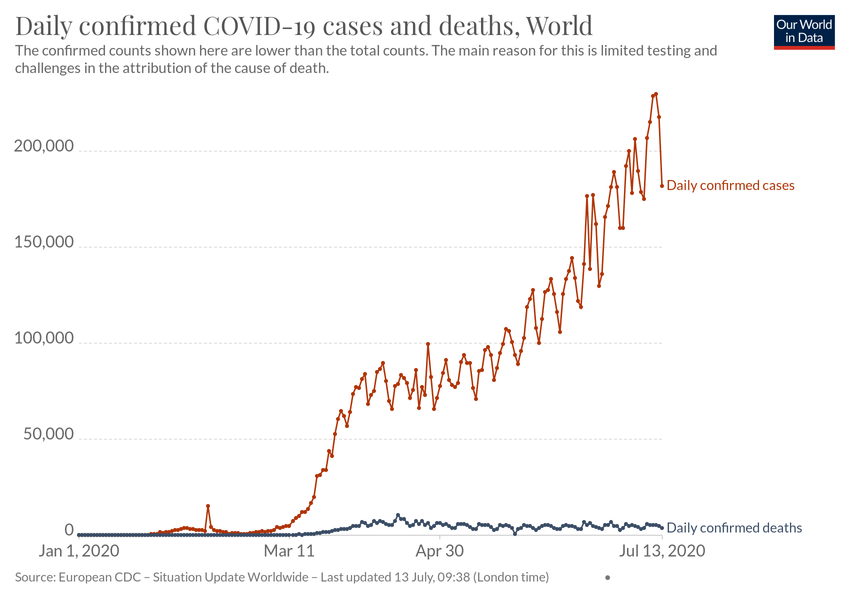 Daily confirmed COVID-19 cases and deaths, World
Our World
in Data
The confirmed counts shown here are lower than the total counts. The main reason for this is limited testing and
challenges in the attribution of the cause of death.
200,000
150,000
100,000
50,000
0
Daily confirmed cases
Daily confirmed deaths
Jan 1, 2020
Mar 11
Apr 30
Jul 13, 2020
Source: European CDC – Situation Update Worldwide – Last updated 13 July, 09:38 (London time)